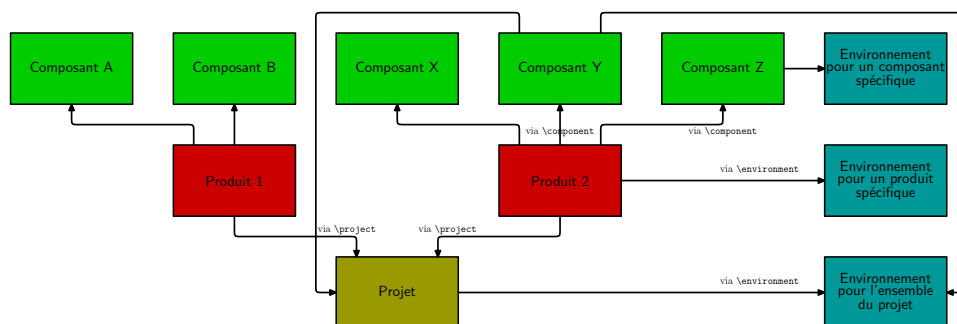 Composant A
Composant B
Composant X
Composant Y
Composant Z
Environnement
pour un composant
spécifique
via \component
via \component
Produit 1
Produit 2
via \environment
Environnement
pour un produit
spécifique
via \project
via \project
Projet
via \environment
Environnement
pour l'ensemble
du projet